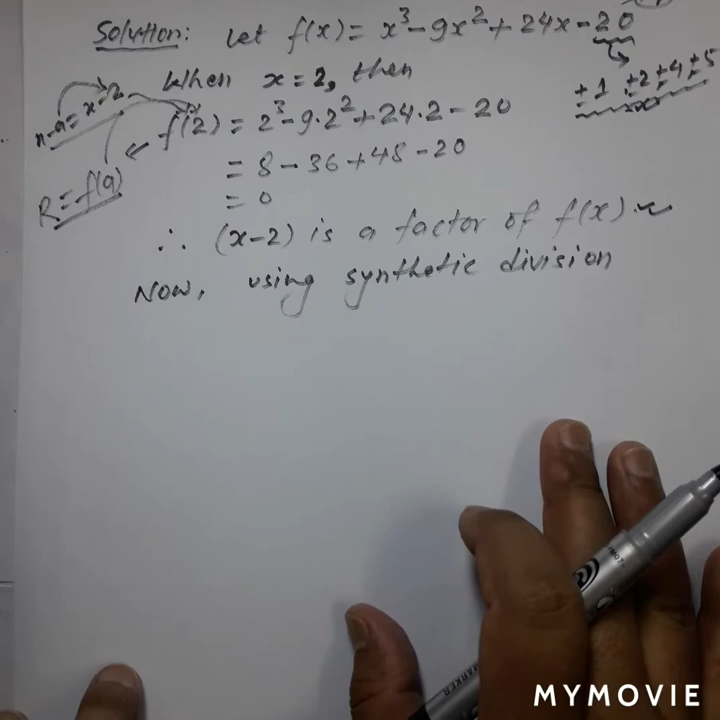 Solution: Let f(x) = x³-9x²+24x-20
±1 ±2 ±4 ±5
When x=2, then
x-a = x-2
f(2) = 2³-9.2²+24.2-20
= 8-36+48-20
R=f(a)
= 0
∴ (x-2) is a factor of f(x)
Now, using synthetic division
MARKER
MYMOVIE